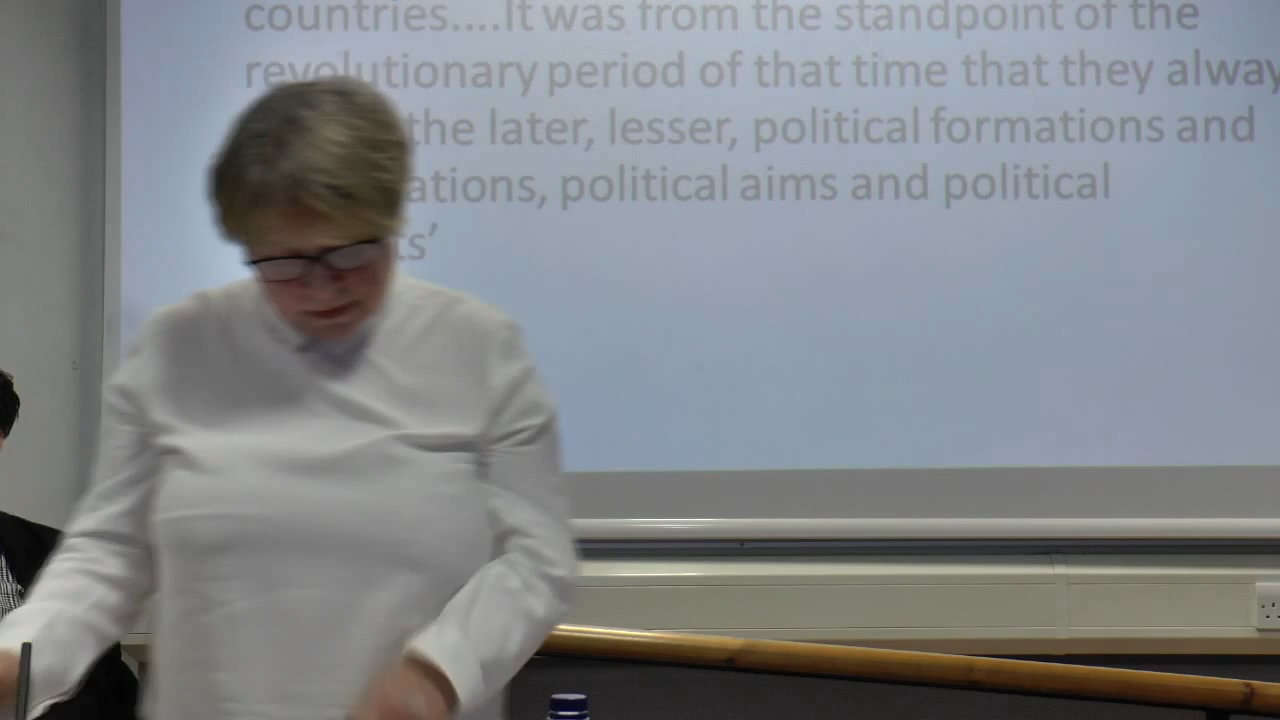 countries....It was from the standpoint of the
revolutionary period of that time that they alway
the later, lesser, political formations and
ations, political aims and political
ts'